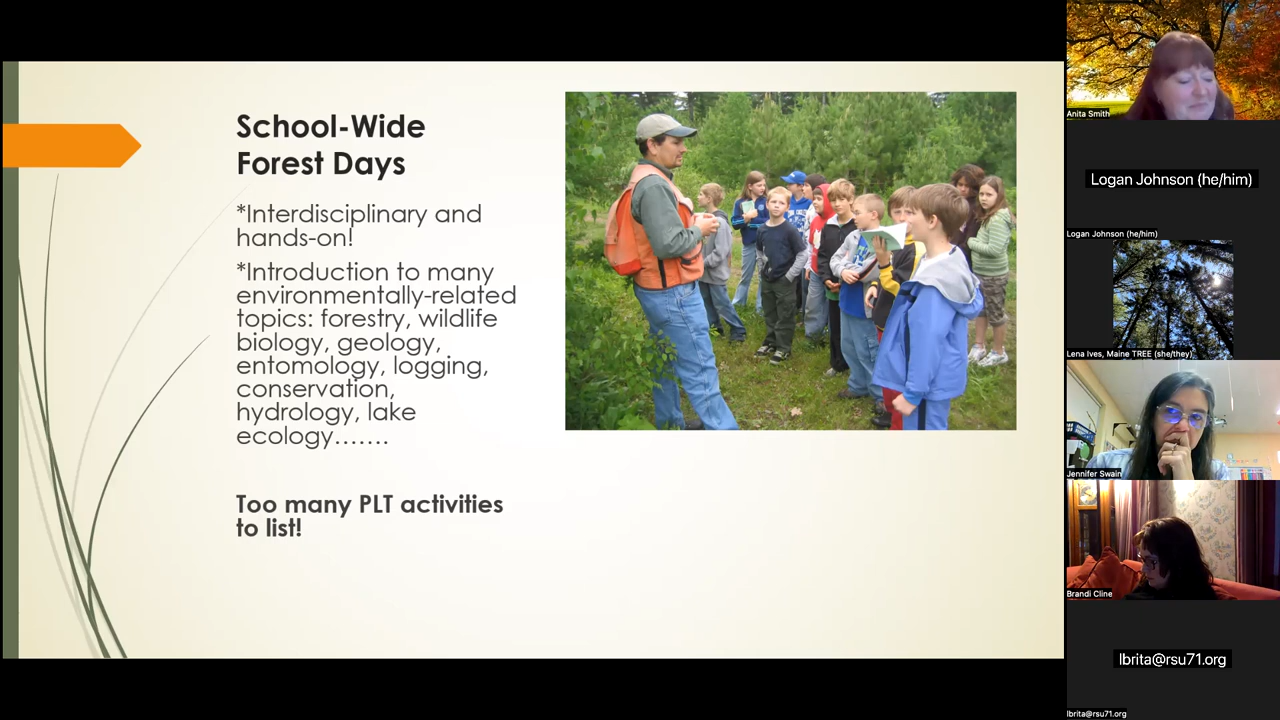 School-Wide
Forest Days
*Interdisciplinary and
hands-on!
*Introduction to many
environmentally-related
topics: forestry, wildlife
biology, geology,
entomology, logging,
conservation,
hydrology, lake
ecology…….
Too many PLT activities
to list!
Anita Smith
Logan Johnson (he/him)
Logan Johnson (he/him)
Lena Ives, Maine TREE (she/they)
Jennifer Swain
Brandi Cline
lbrita@rsu71.org
lbrita@rsu71.org